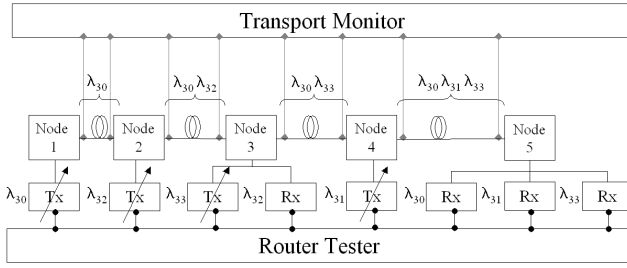 Transport Monitor
λ30
λ30 λ32
λ30 λ33
λ30 λ31 λ33
Node 1
Node 2
Node 3
Node 4
Node 5
λ30 Tx
λ32 Tx
λ33 Tx
λ32 Rx
λ31 Tx
λ30 Rx
λ31 Rx
λ33 Rx
Router Tester